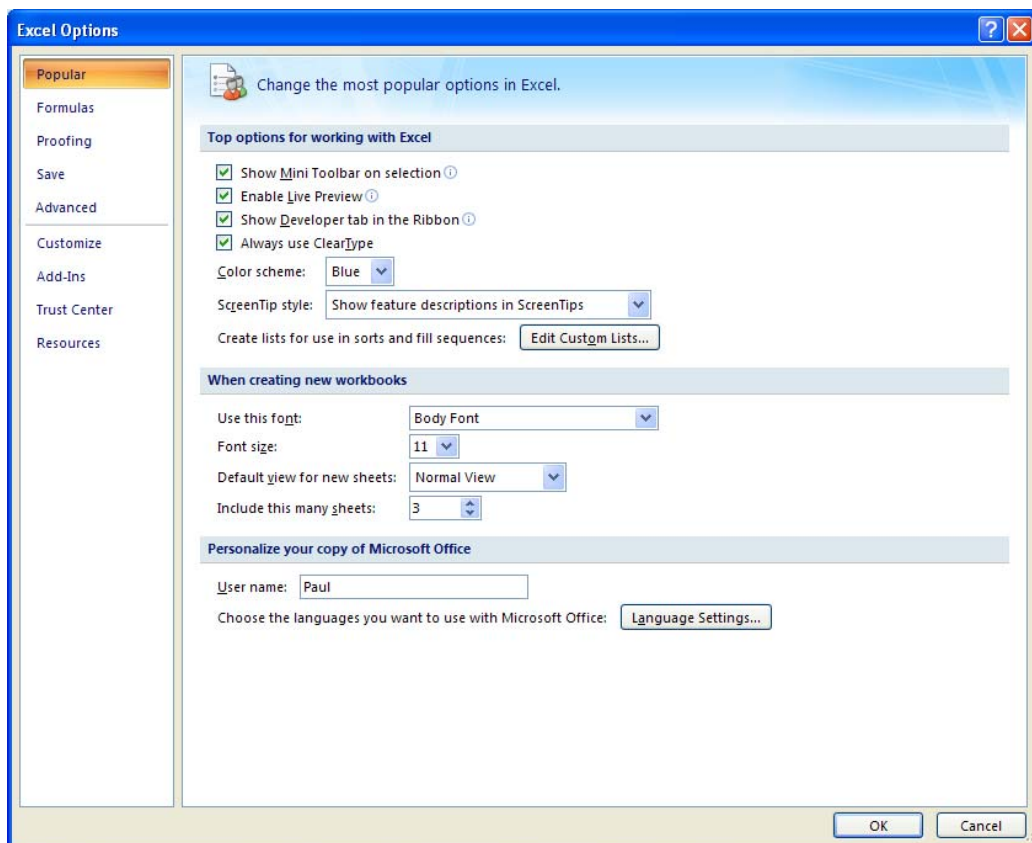 Excel Options
Popular
Formulas
Proofing
Save
Advanced
Customize
Add-Ins
Trust Center
Resources
Change the most popular options in Excel.
Top options for working with Excel
Show Mini Toolbar on selection
Enable Live Preview
Show Developer tab in the Ribbon
Always use ClearType
Color scheme: Blue
ScreenTip style: Show feature descriptions in ScreenTips
Create lists for use in sorts and fill sequences: Edit Custom Lists...
When creating new workbooks
Use this font: Body Font
Font size: 11
Default view for new sheets: Normal View
Include this many sheets: 3
Personalize your copy of Microsoft Office
User name: Paul
Choose the languages you want to use with Microsoft Office: Language Settings...
OK Cancel